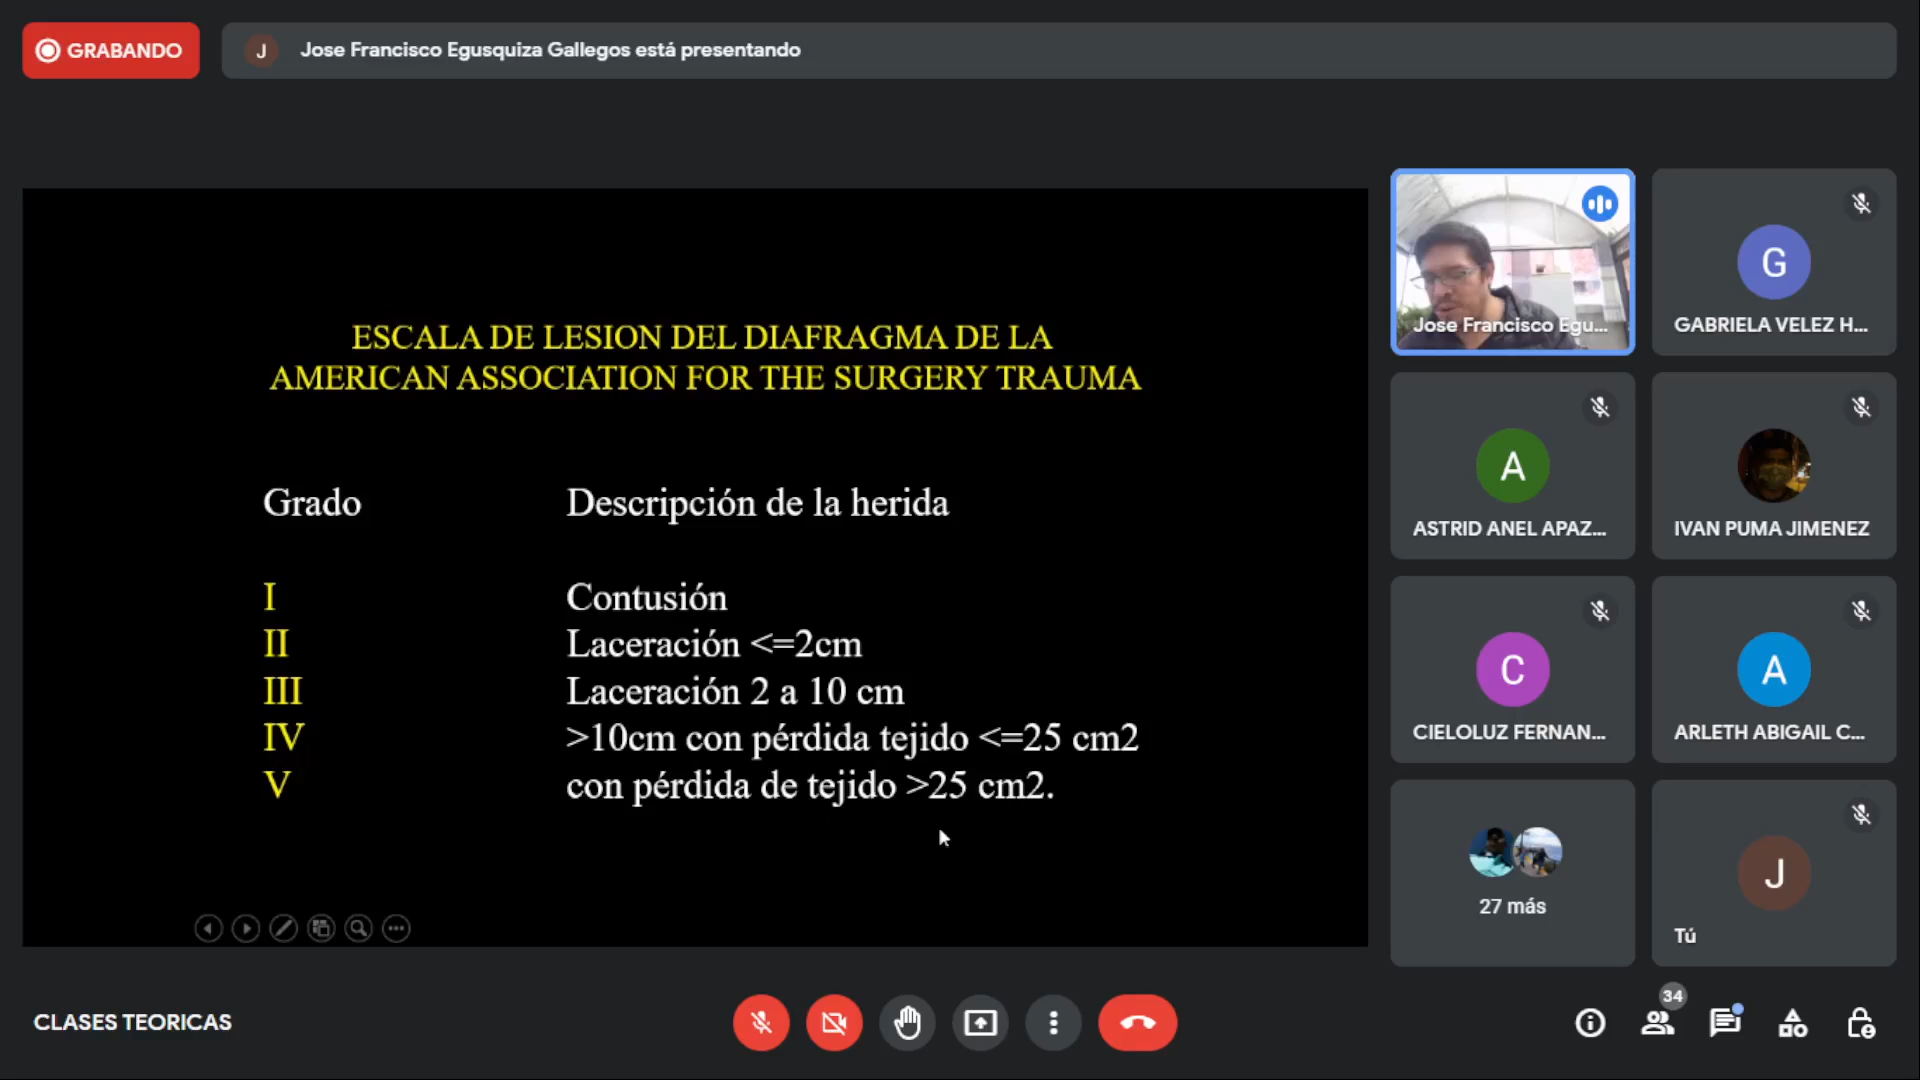 GRABANDO
J
Jose Francisco Egusquiza Gallegos está presentando
ESCALA DE LESION DEL DIAFRAGMA DE LA
AMERICAN ASSOCIATION FOR THE SURGERY TRAUMA
Grado Descripción de la herida
I Contusión
II Laceración <=2cm
III Laceración 2 a 10 cm
IV >10cm con pérdida tejido <=25 cm2
V con pérdida de tejido >25 cm2.
Jose Francisco Egu...
G
GABRIELA VELEZ H...
A
ASTRID ANEL APAZ...
IVAN PUMA JIMENEZ
C
CIELOLUZ FERNAN...
A
ARLETH ABIGAIL C...
27 más
J
Tú
CLASES TEORICAS
34